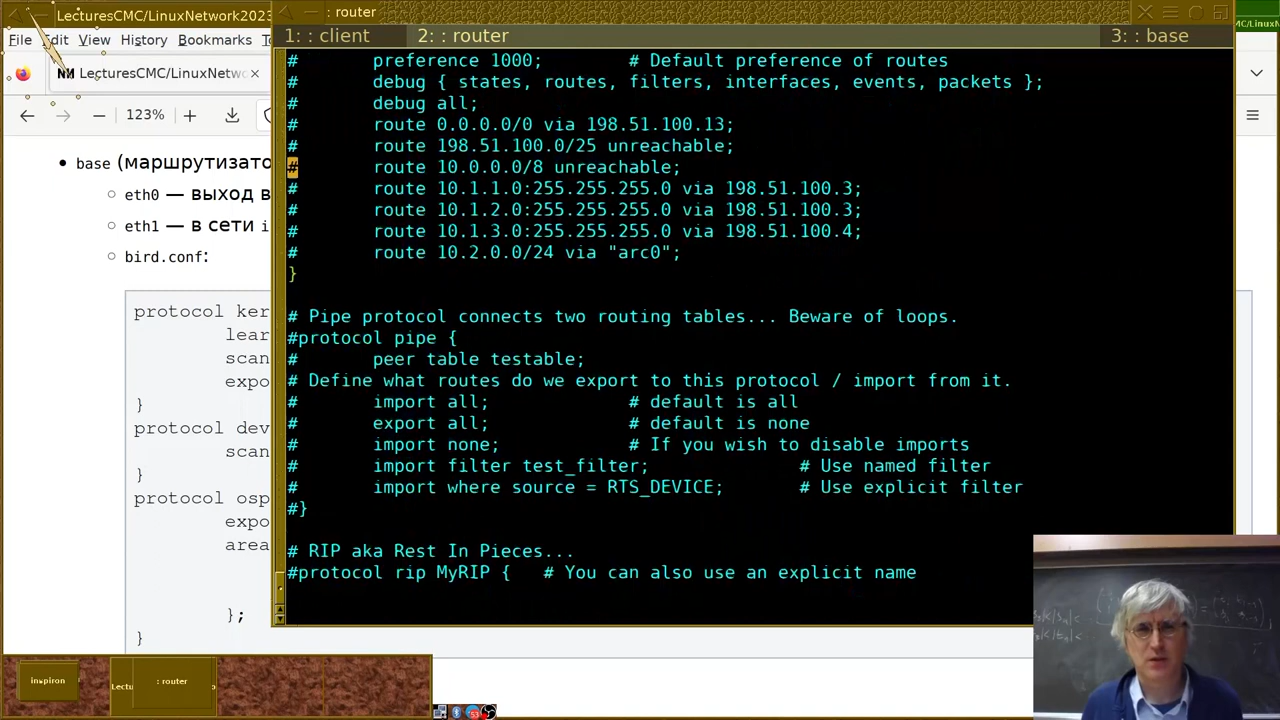 LecturesCMC/LinuxNetwork2023
: router
File Edit View History Bookmarks
LecturesCMC/LinuxNetwo
123%
1: : client
2: : router
3: : base
# preference 1000; # Default preference of routes
# debug { states, routes, filters, interfaces, events, packets };
# debug all;
# route 0.0.0.0/0 via 198.51.100.13;
# route 198.51.100.0/25 unreachable;
# route 10.0.0.0/8 unreachable;
# route 10.1.1.0:255.255.255.0 via 198.51.100.3;
# route 10.1.2.0:255.255.255.0 via 198.51.100.3;
# route 10.1.3.0:255.255.255.0 via 198.51.100.4;
# route 10.2.0.0/24 via "arc0";
}
# Pipe protocol connects two routing tables... Beware of loops.
#protocol pipe {
# peer table testable;
# Define what routes do we export to this protocol / import from it.
# import all; # default is all
# export all; # default is none
# import none; # If you wish to disable imports
# import filter test_filter; # Use named filter
# import where source = RTS_DEVICE; # Use explicit filter
#}
# RIP aka Rest In Pieces...
#protocol rip MyRIP { # You can also use an explicit name
base (маршрутизато
eth0 — выход в
eth1 — в сети i
bird.conf:
protocol ker
lear
scan
expo
}
protocol dev
scan
}
protocol osp
expo
area
};
}
inspiron
Lectu
: router